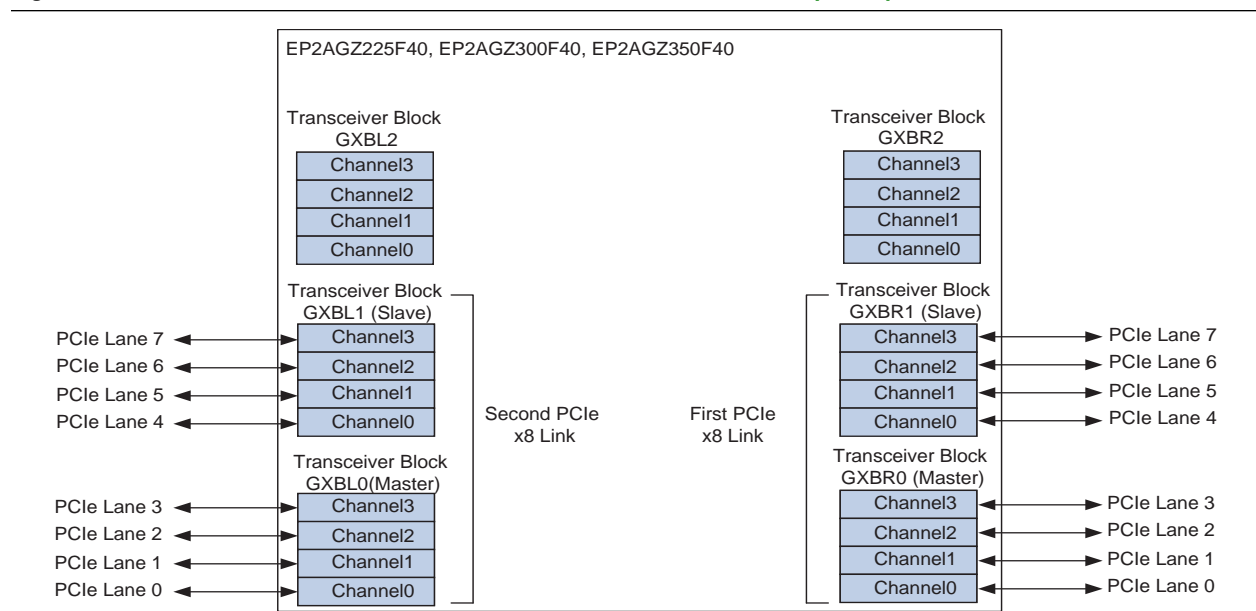 EP2AGZ225F40, EP2AGZ300F40, EP2AGZ350F40
Transceiver Block
GXBL2
Channel3
Channel2
Channel1
Channel0
Transceiver Block
GXBR2
Channel3
Channel2
Channel1
Channel0
Transceiver Block
GXBL1 (Slave)
PCIe Lane 7
Channel3
PCIe Lane 6
Channel2
PCIe Lane 5
Channel1
PCIe Lane 4
Channel0
Transceiver Block
GXBL0(Master)
PCIe Lane 3
Channel3
PCIe Lane 2
Channel2
PCIe Lane 1
Channel1
PCIe Lane 0
Channel0
Second PCIe
x8 Link
First PCIe
x8 Link
Transceiver Block
GXBR1 (Slave)
Channel3
PCIe Lane 7
Channel2
PCIe Lane 6
Channel1
PCIe Lane 5
Channel0
PCIe Lane 4
Transceiver Block
GXBR0 (Master)
Channel3
PCIe Lane 3
Channel2
PCIe Lane 2
Channel1
PCIe Lane 1
Channel0
PCIe Lane 0